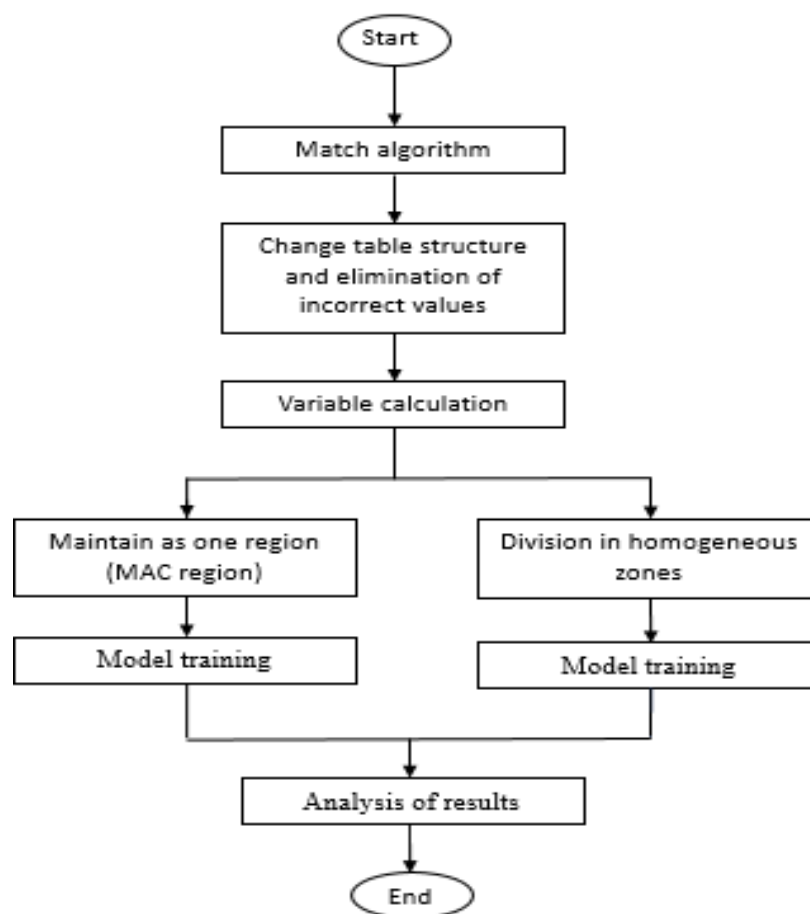 Start
Match algorithm
Change table structure
and elimination of
incorrect values
Variable calculation
Maintain as one region
(MAC region)
Division in homogeneous
zones
Model training
Model training
Analysis of results
End